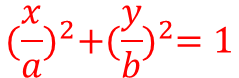 (x/a)²+(y/b)²= 1